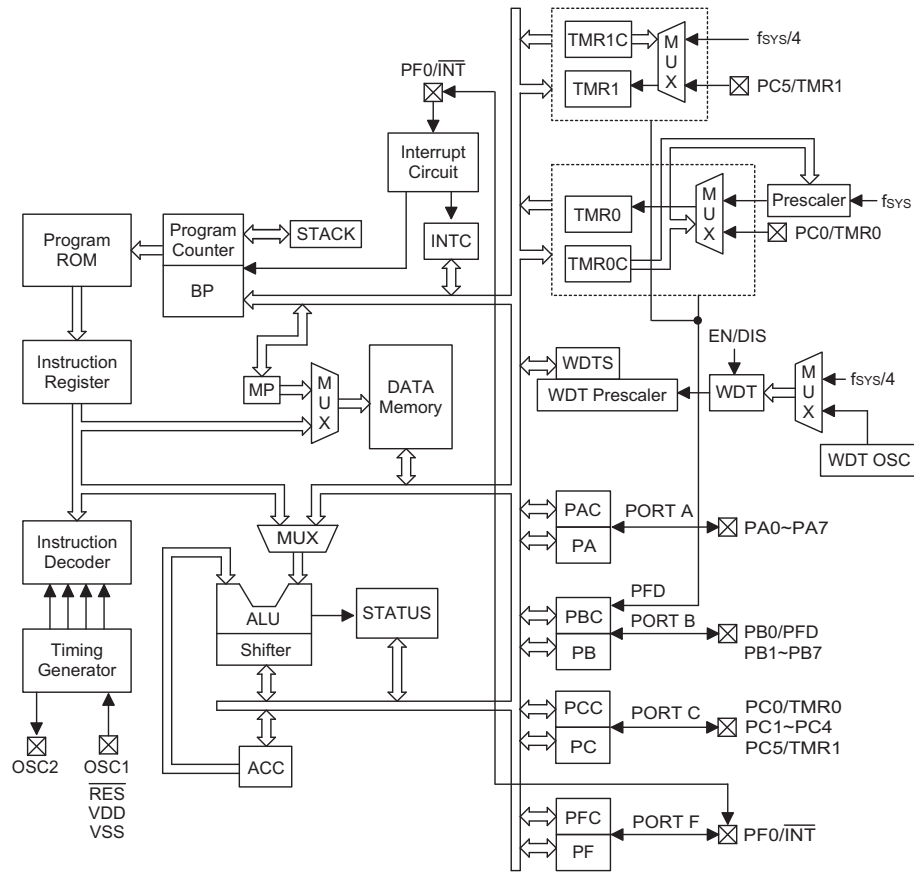 TMR1C
MUX
fSYS/4
TMR1
PC5/TMR1
PF0/INT
Interrupt
Circuit
INTC
TMR0
MUX
Prescaler
fSYS
TMR0C
PC0/TMR0
Program
ROM
Program
Counter
STACK
BP
Instruction
Register
MP
MUX
DATA
Memory
EN/DIS
WDTS
WDT Prescaler
WDT
MUX
fSYS/4
WDT OSC
Instruction
Decoder
MUX
ALU
Shifter
STATUS
PAC
PA
PORT A
PA0~PA7
PFD
PBC
PB
PORT B
PB0/PFD
PB1~PB7
Timing
Generator
OSC2
OSC1
RES
VDD
VSS
ACC
PCC
PC
PORT C
PC0/TMR0
PC1~PC4
PC5/TMR1
PFC
PF
PORT F
PF0/INT